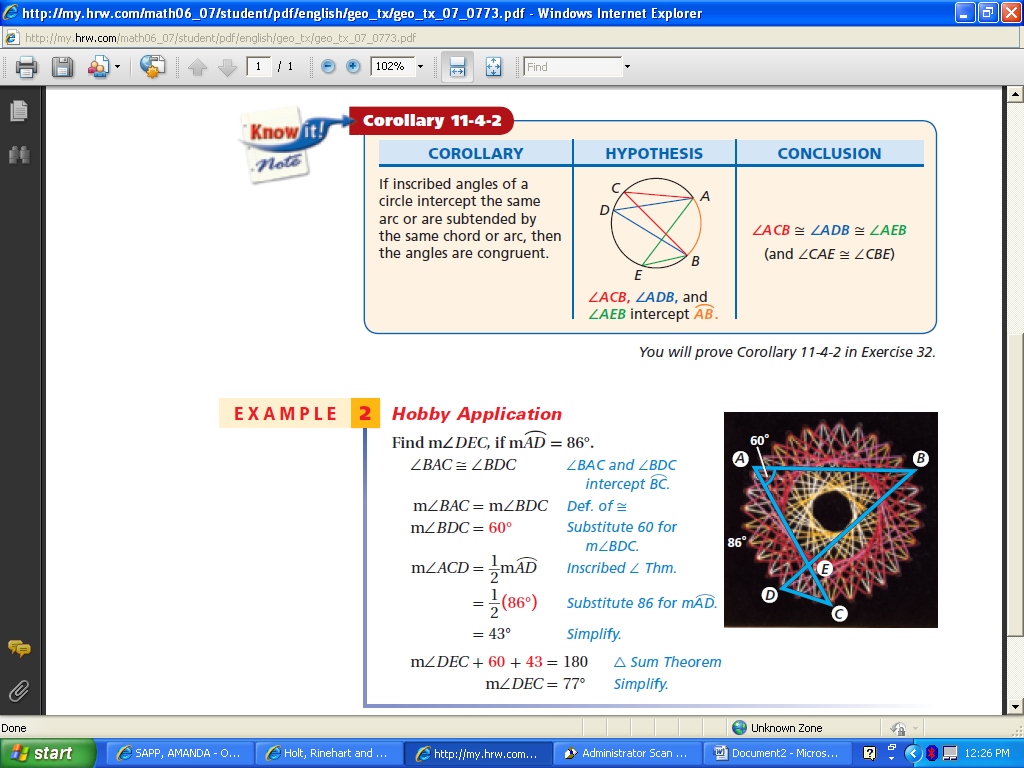 http://my.hrw.com/math06_07/student/pdf/english/geo_tx/geo_tx_07_0773.pdf - Windows Internet Explorer
http://my.hrw.com/math06_07/student/pdf/english/geo_tx/geo_tx_07_0773.pdf
1 / 1 102% Find
Know it! Note
Corollary 11-4-2
COROLLARY HYPOTHESIS CONCLUSION
If inscribed angles of a
circle intercept the same
arc or are subtended by
the same chord or arc, then
the angles are congruent.
C
A
D
B
E
∠ACB, ∠ADB, and
∠AEB intercept A͡B.
∠ACB ≅ ∠ADB ≅ ∠AEB
(and ∠CAE ≅ ∠CBE)
You will prove Corollary 11-4-2 in Exercise 32.
EXAMPLE 2 Hobby Application
Find m∠DEC, if mA͡D = 86°.
∠BAC ≅ ∠BDC ∠BAC and ∠BDC
intercept B͡C.
m∠BAC = m∠BDC Def. of ≅
m∠BDC = 60° Substitute 60 for
m∠BDC.
m∠ACD = 1/2 mA͡D Inscribed ∠ Thm.
= 1/2 (86°) Substitute 86 for mA͡D.
= 43° Simplify.
m∠DEC + 60 + 43 = 180 △ Sum Theorem
m∠DEC = 77° Simplify.
60°
A
B
86°
E
D
C
Done Unknown Zone
start SAPP, AMANDA - O... Holt, Rinehart and ... http://my.hrw.com... Administrator Scan ... Document2 - Micros... 12:26 PM